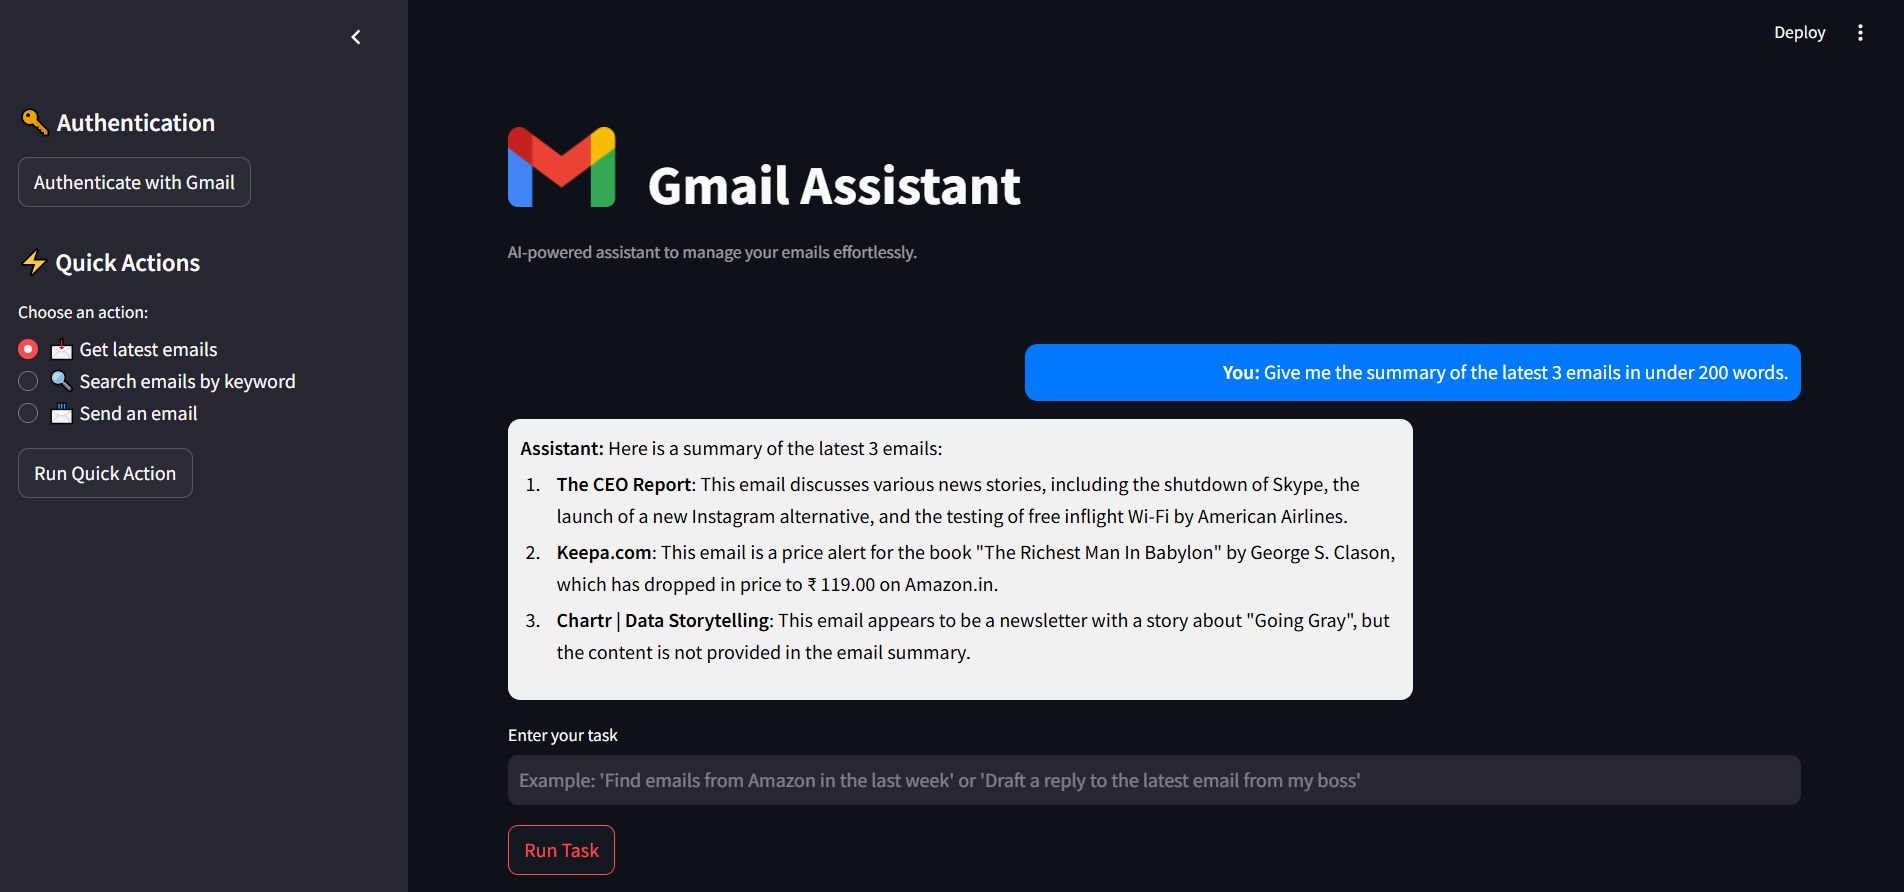 Authentication
Authenticate with Gmail
Quick Actions
Choose an action:
Get latest emails
Search emails by keyword
Send an email
Run Quick Action
Deploy
Gmail Assistant
AI-powered assistant to manage your emails effortlessly.
You: Give me the summary of the latest 3 emails in under 200 words.
Assistant: Here is a summary of the latest 3 emails:
1. The CEO Report: This email discusses various news stories, including the shutdown of Skype, the
launch of a new Instagram alternative, and the testing of free inflight Wi-Fi by American Airlines.
2. Keepa.com: This email is a price alert for the book "The Richest Man In Babylon" by George S. Clason,
which has dropped in price to ₹ 119.00 on Amazon.in.
3. Chartr | Data Storytelling: This email appears to be a newsletter with a story about "Going Gray", but
the content is not provided in the email summary.
Enter your task
Example: 'Find emails from Amazon in the last week' or 'Draft a reply to the latest email from my boss'
Run Task